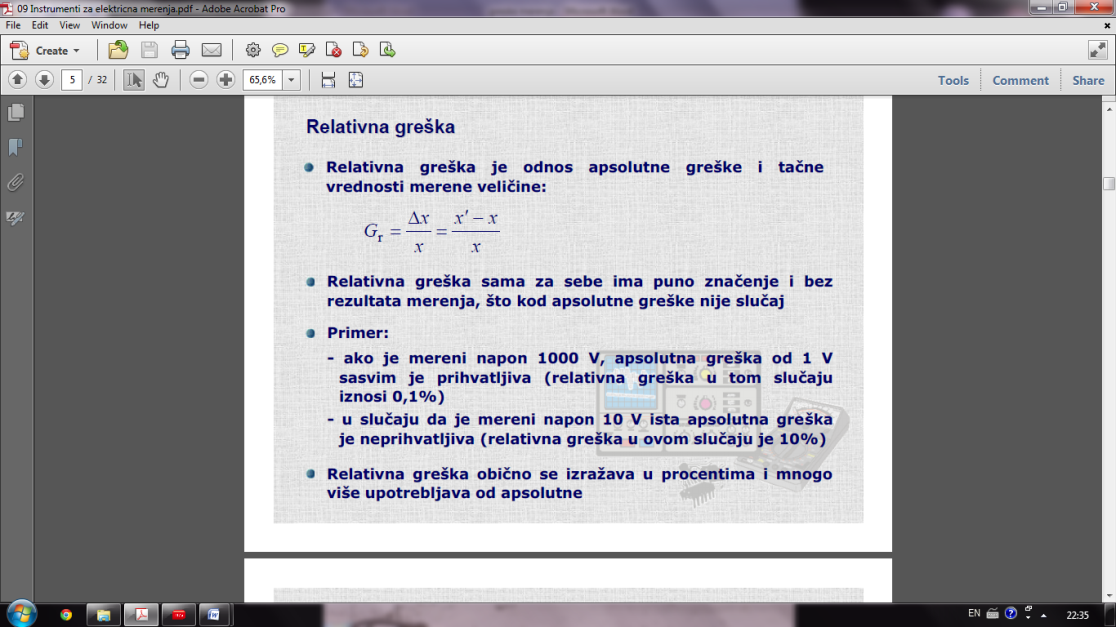 09 Instrumenti za elektricna merenja.pdf - Adobe Acrobat Pro
File Edit View Window Help
Create
5 / 32 65,6% Tools Comment Share
Relativna greška
Relativna greška je odnos apsolutne greške i tačne
vrednosti merene veličine:
G_r = Δx / x = (x′ − x) / x
Relativna greška sama za sebe ima puno značenje i bez
rezultata merenja, što kod apsolutne greške nije slučaj
Primer:
- ako je mereni napon 1000 V, apsolutna greška od 1 V
sasvim je prihvatljiva (relativna greška u tom slučaju
iznosi 0,1%)
- u slučaju da je mereni napon 10 V ista apsolutna greška
je neprihvatljiva (relativna greška u ovom slučaju je 10%)
Relativna greška obično se izražava u procentima i mnogo
više upotrebljava od apsolutne
EN 22:35